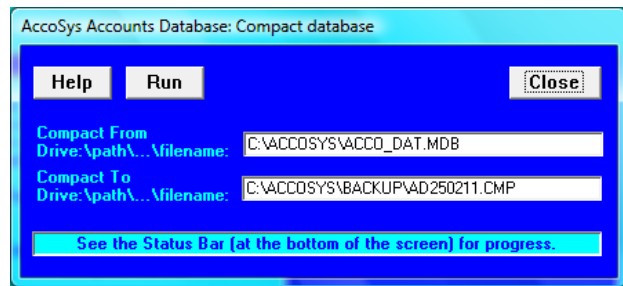 AccoSys Accounts Database: Compact database
Help Run Close
Compact From
Drive:\path\...\filename: C:\ACCOSYS\ACCO_DAT.MDB
Compact To
Drive:\path\...\filename: C:\ACCOSYS\BACKUP\AD250211.CMP
See the Status Bar (at the bottom of the screen) for progress.